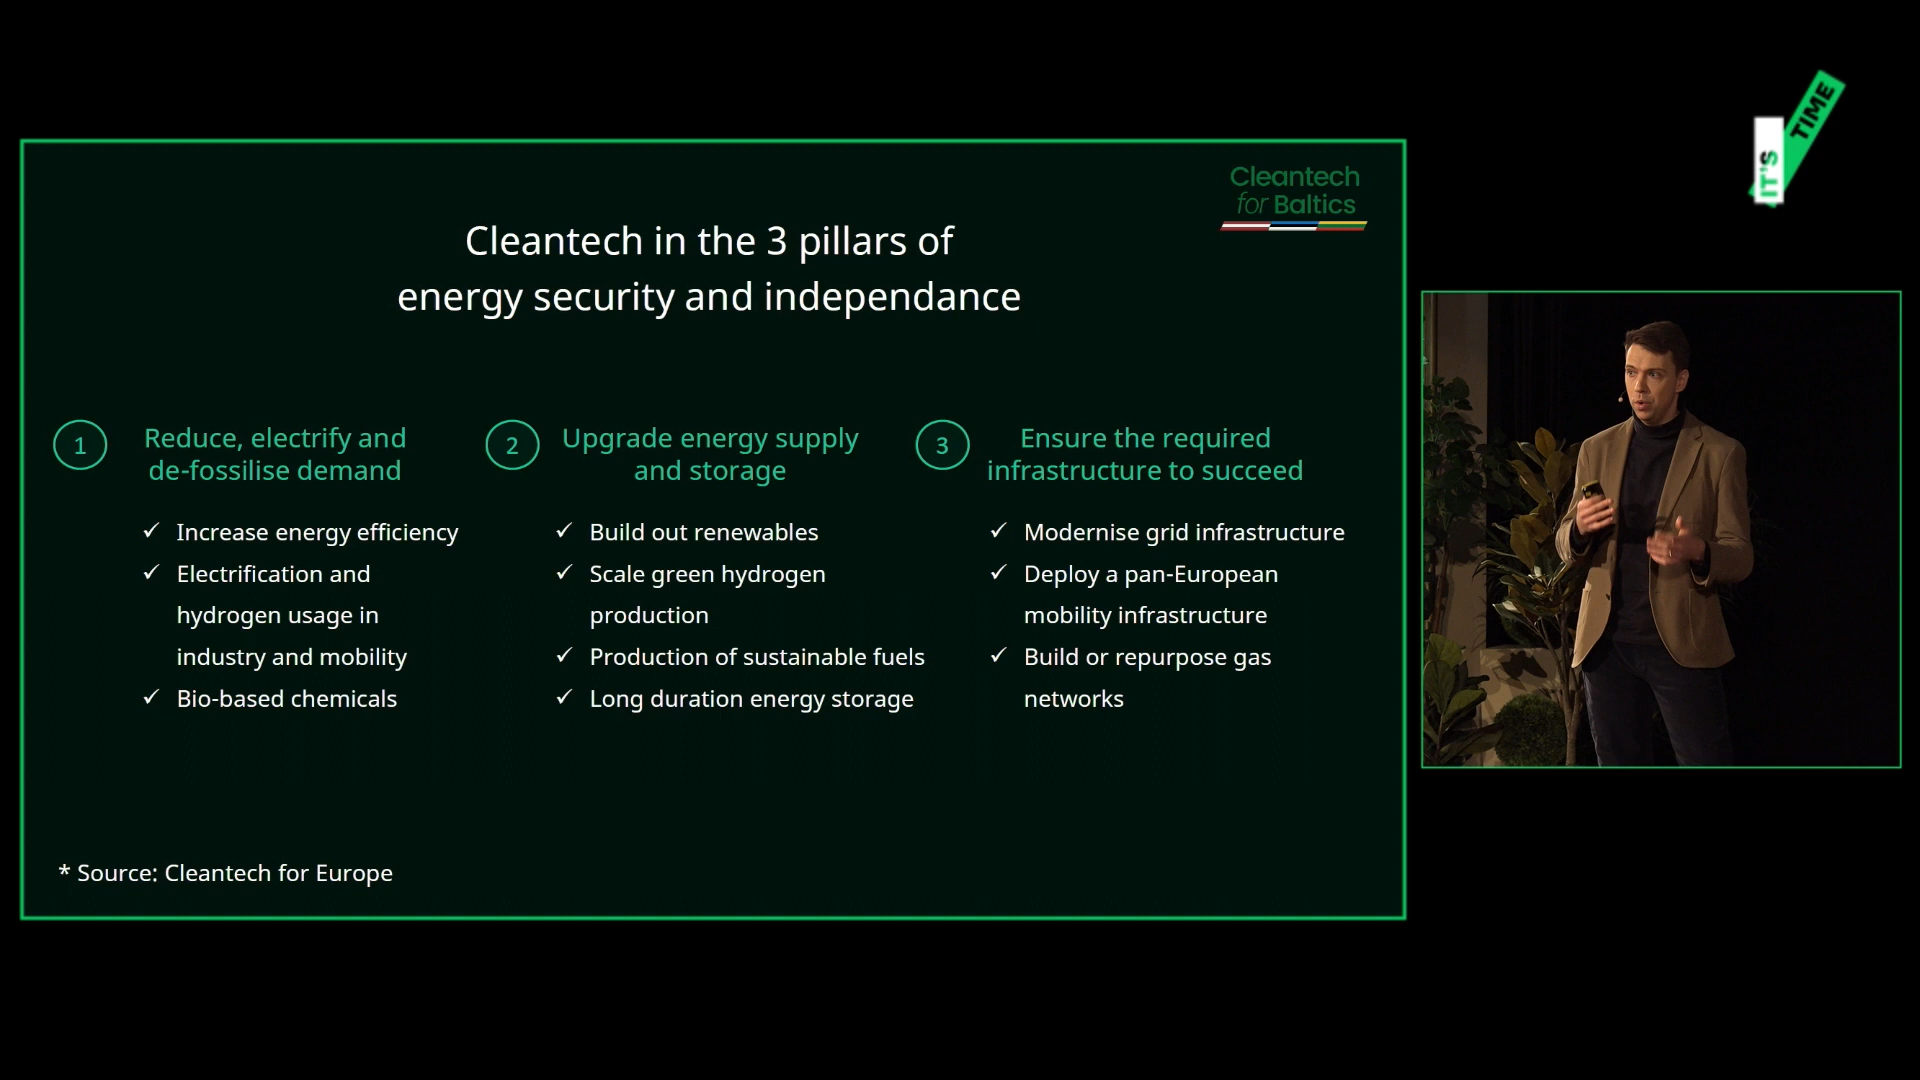 IT'S
TIME
Cleantech
for Baltics
Cleantech in the 3 pillars of
energy security and independance
1
Reduce, electrify and
de-fossilise demand
✓ Increase energy efficiency
✓ Electrification and
hydrogen usage in
industry and mobility
✓ Bio-based chemicals
2
Upgrade energy supply
and storage
✓ Build out renewables
✓ Scale green hydrogen
production
✓ Production of sustainable fuels
✓ Long duration energy storage
3
Ensure the required
infrastructure to succeed
✓ Modernise grid infrastructure
✓ Deploy a pan-European
mobility infrastructure
✓ Build or repurpose gas
networks
* Source: Cleantech for Europe